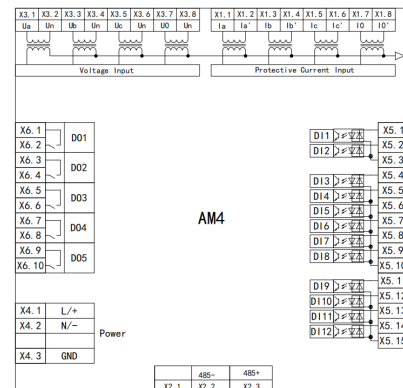 X3.1 X3.2 X3.3 X3.4 X3.5 X3.6 X3.7 X3.8
Ua Un Ub Un Uc Un U0 Un
Voltage Input
X1.1 X1.2 X1.3 X1.4 X1.5 X1.6 X1.7 X1.8
Ia Ia' Ib Ib' Ic Ic' I0 I0'
Protective Current Input
X6.1
X6.2 DO1
X6.3
X6.4 DO2
X6.5
X6.6 DO3
X6.7
X6.8 DO4
X6.9
X6.10 DO5
AM4
DI1 X5.1
DI2 X5.2
X5.3
DI3 X5.4
DI4 X5.5
DI5 X5.6
DI6 X5.7
DI7 X5.8
DI8 X5.9
X5.10
DI9
DI10 X5.12
DI11 X5.13
DI12 X5.14
X5.15
X4.1 L/+
X4.2 N/-
Power
X4.3 GND
485- 485+
X2.1 X2.2 X2.3